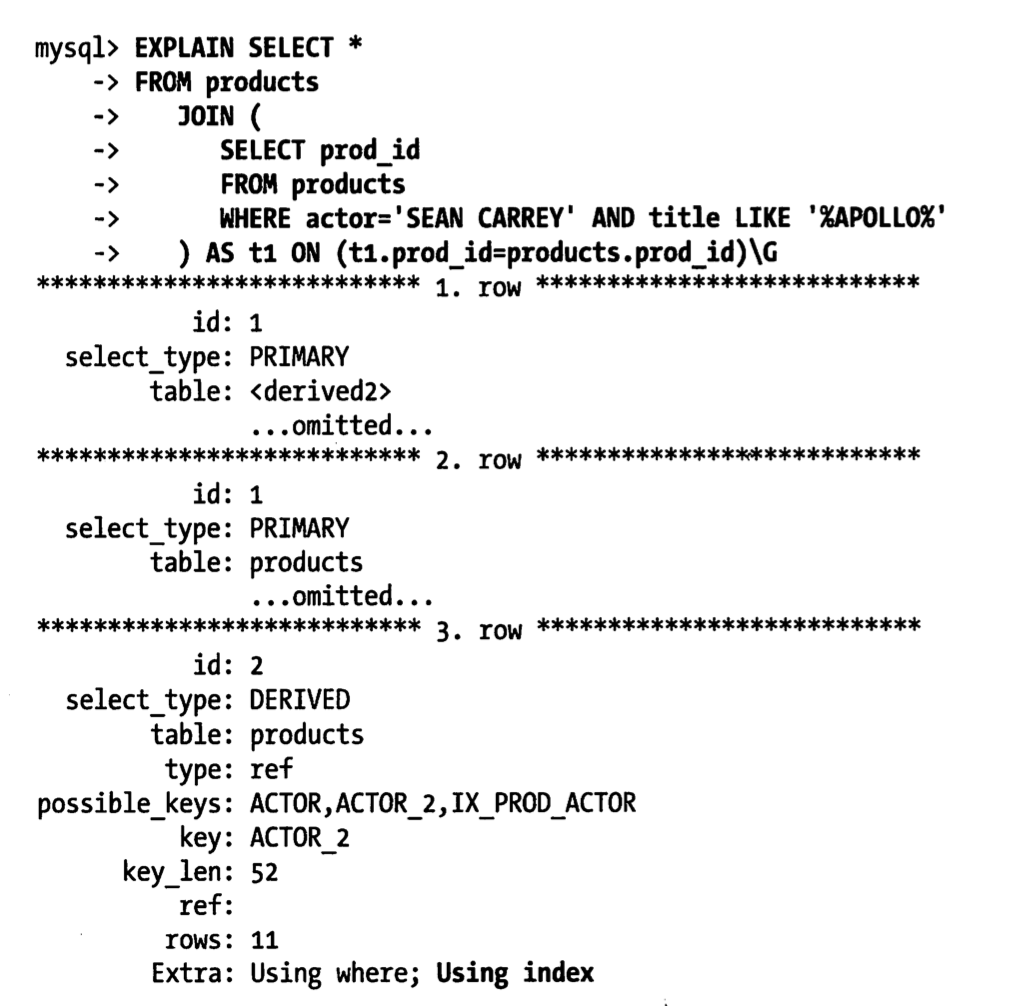 mysql> EXPLAIN SELECT *
    -> FROM products
    ->    JOIN (
    ->       SELECT prod_id
    ->       FROM products
    ->       WHERE actor='SEAN CARREY' AND title LIKE '%APOLLO%'
    ->    ) AS t1 ON (t1.prod_id=products.prod_id)\G
*************************** 1. row ***************************
           id: 1
  select_type: PRIMARY
        table: <derived2>
               ...omitted...
*************************** 2. row ***************************
           id: 1
  select_type: PRIMARY
        table: products
               ...omitted...
*************************** 3. row ***************************
           id: 2
  select_type: DERIVED
        table: products
         type: ref
possible_keys: ACTOR,ACTOR_2,IX_PROD_ACTOR
          key: ACTOR_2
      key_len: 52
          ref:
         rows: 11
        Extra: Using where; Using index